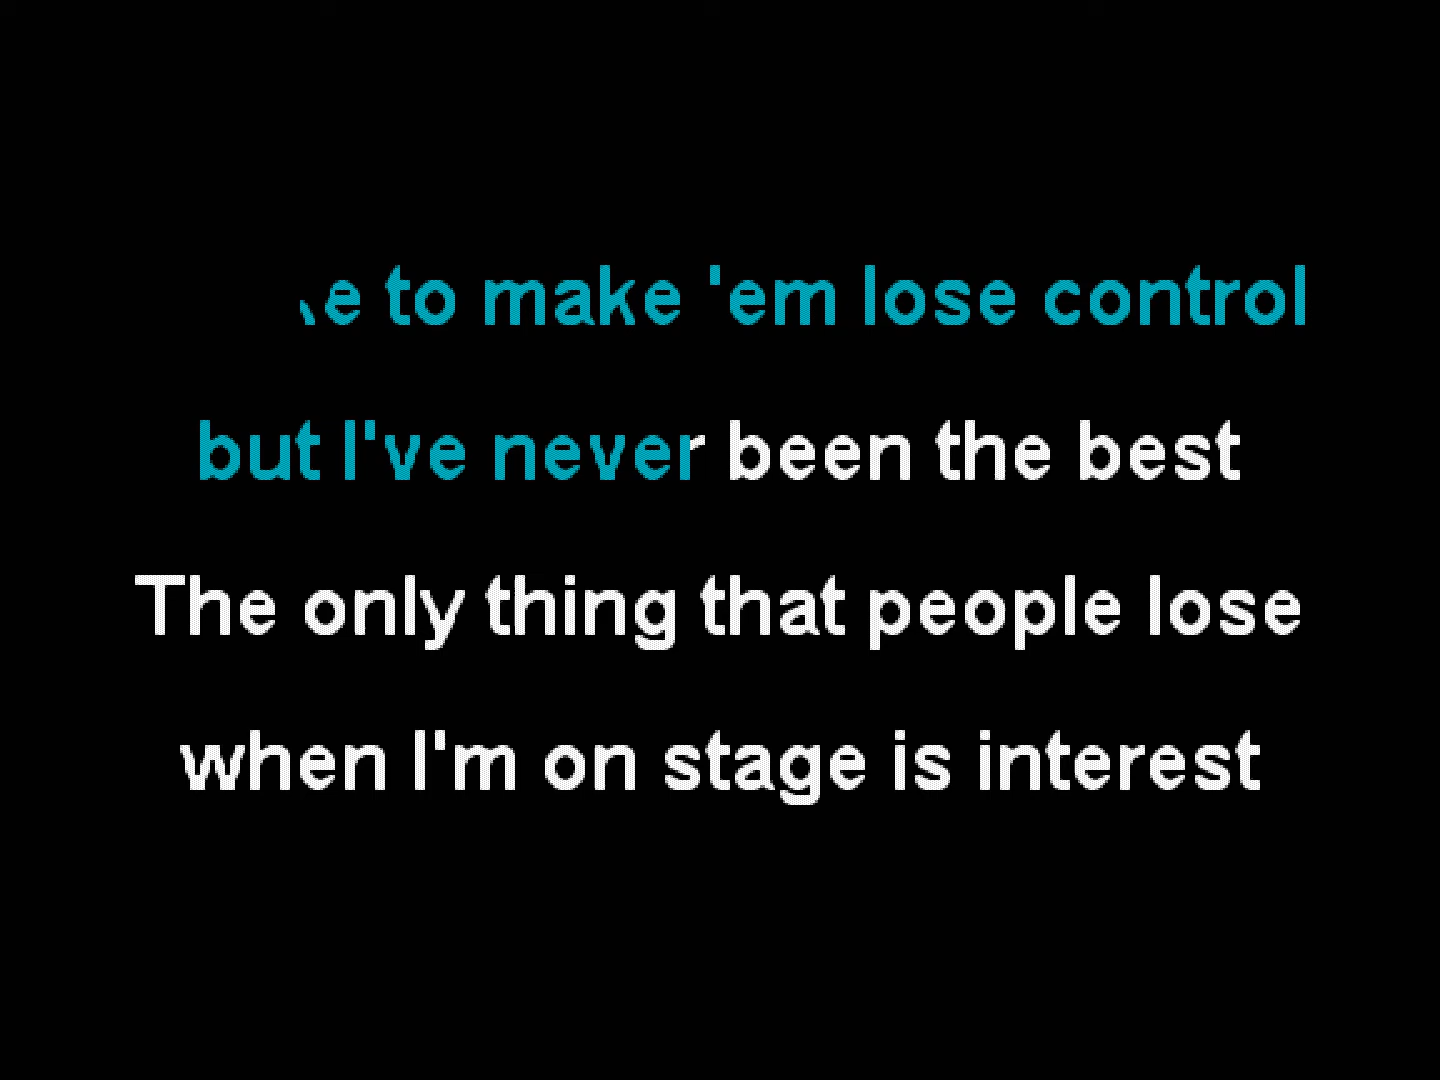 to make 'em lose control
but I've never been the best
The only thing that people lose
when I'm on stage is interest